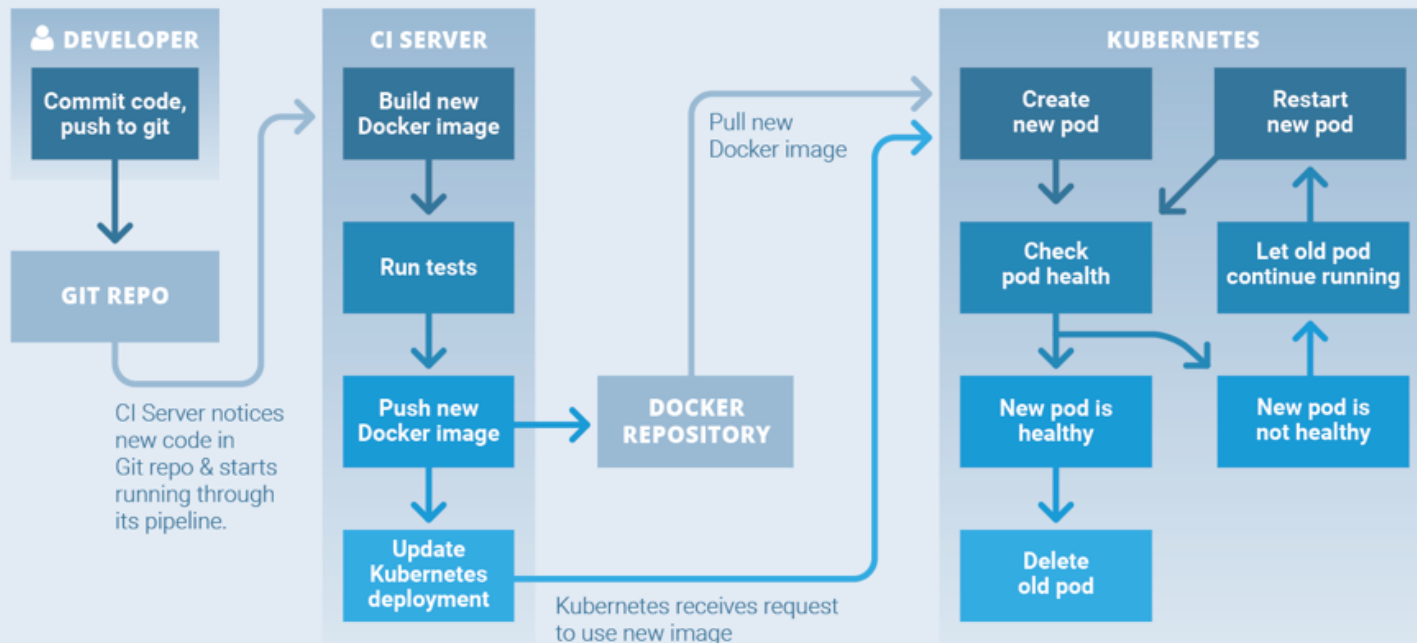 DEVELOPER
Commit code,
push to git
GIT REPO
CI Server notices
new code in
Git repo & starts
running through
its pipeline.
CI SERVER
Build new
Docker image
Run tests
Push new
Docker image
Update
Kubernetes
deployment
DOCKER
REPOSITORY
Pull new
Docker image
Kubernetes receives request
to use new image
KUBERNETES
Create
new pod
Restart
new pod
Check
pod health
Let old pod
continue running
New pod is
healthy
New pod is
not healthy
Delete
old pod